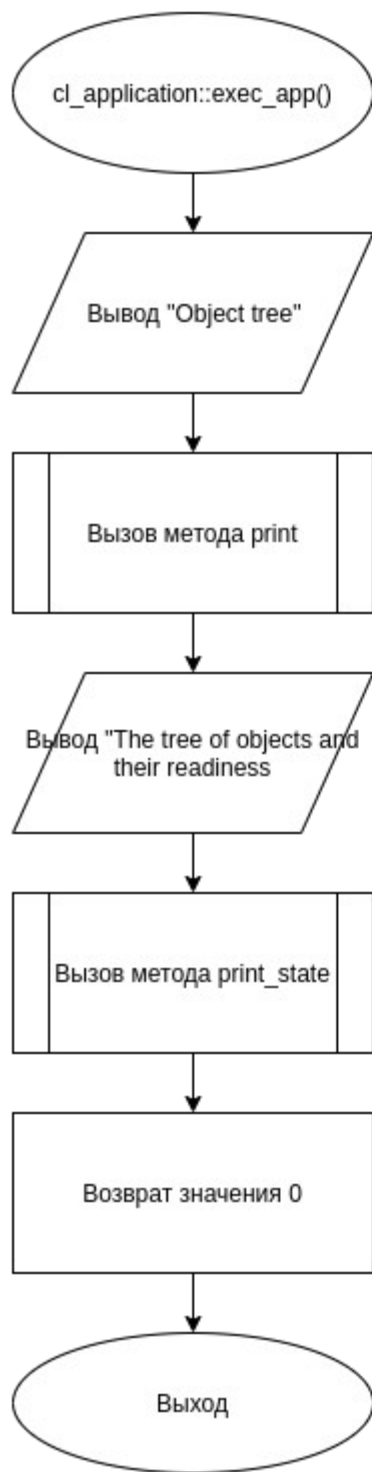 cl_application::exec_app()
Вывод "Object tree"
Вызов метода print
Вывод "The tree of objects and
their readiness
Вызов метода print_state
Возврат значения 0
Выход